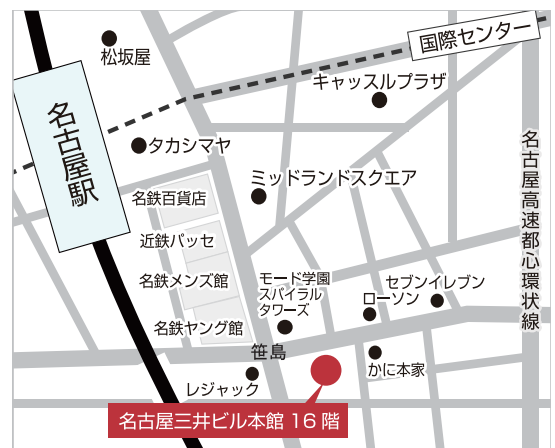 国際センター
松坂屋
キャッスルプラザ
名古屋駅
タカシマヤ
名古屋高速都心環状線
ミッドランドスクエア
名鉄百貨店
近鉄パッセ
名鉄メンズ館
モード学園
スパイラル
タワーズ
セブンイレブン
ローソン
名鉄ヤング館
笹島
かに本家
レジャック
名古屋三井ビル本館 16 階